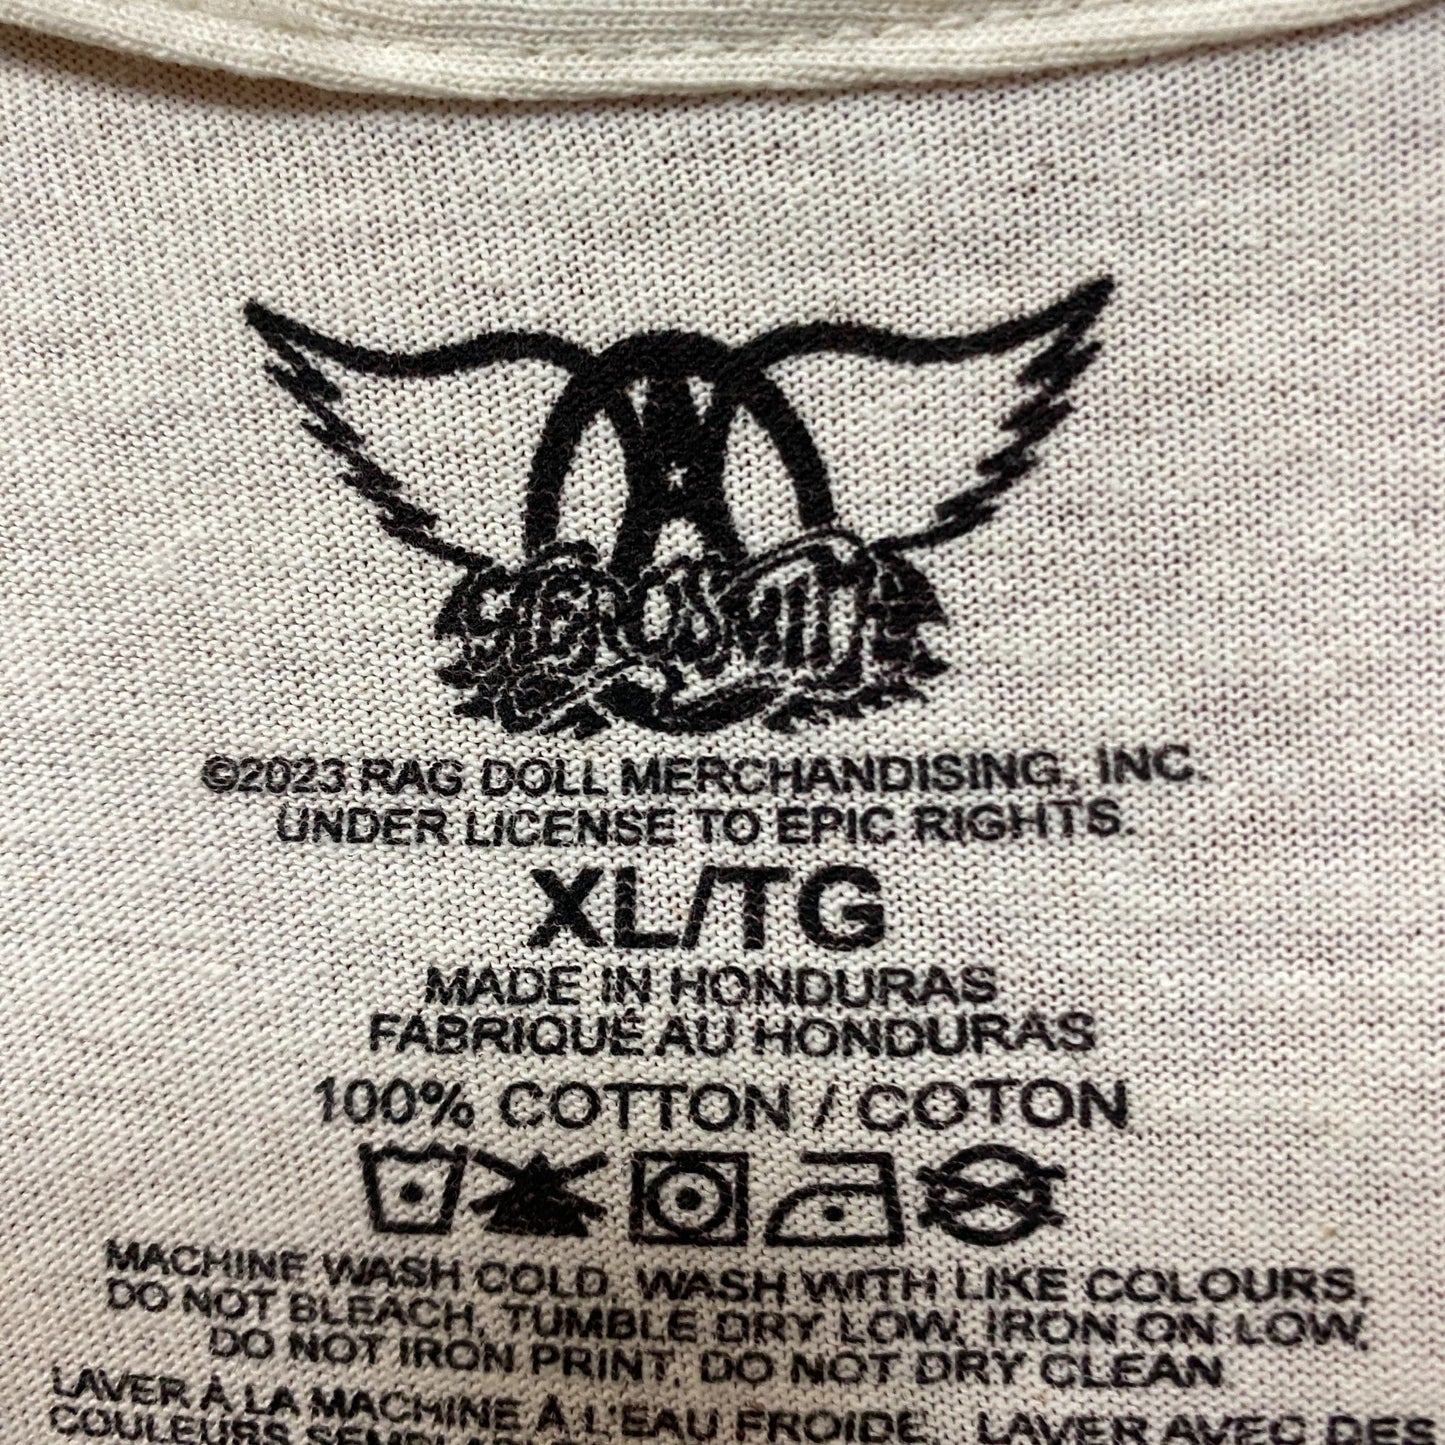 AEROSMITH
©2023 RAG DOLL MERCHANDISING, INC.
UNDER LICENSE TO EPIC RIGHTS.
XL/TG
MADE IN HONDURAS
FABRIQUÉ AU HONDURAS
100% COTTON / COTON
MACHINE WASH COLD, WASH WITH LIKE COLOURS,
DO NOT BLEACH, TUMBLE DRY LOW, IRON ON LOW,
DO NOT IRON PRINT, DO NOT DRY CLEAN
LAVER À LA MACHINE À L'EAU FROIDE, LAVER AVEC DES
COULEURS